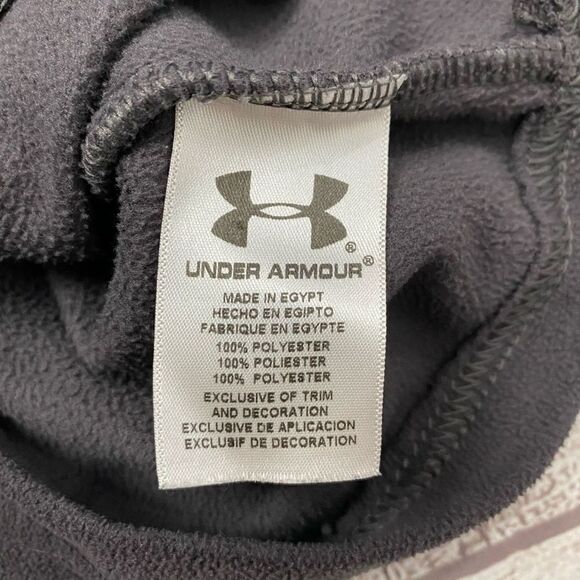 ®
UNDER ARMOUR®
MADE IN EGYPT
HECHO EN EGIPTO
FABRIQUE EN EGYPTE
100% POLYESTER
100% POLIESTER
100% POLYESTER
EXCLUSIVE OF TRIM
AND DECORATION
EXCLUSIVE DE APLICACION
EXCLUSIF DE DECORATION